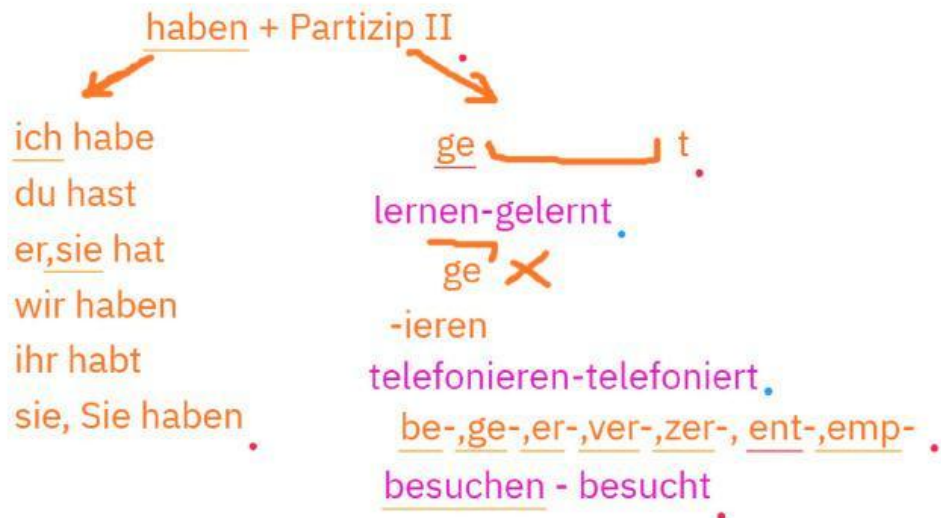 haben + Partizip II
ich habe
du hast
er,sie hat
wir haben
ihr habt
sie, Sie haben
ge t
lernen-gelernt
ge
-ieren
telefonieren-telefoniert
be-,ge-,er-,ver-,zer-, ent-,emp-
besuchen - besucht